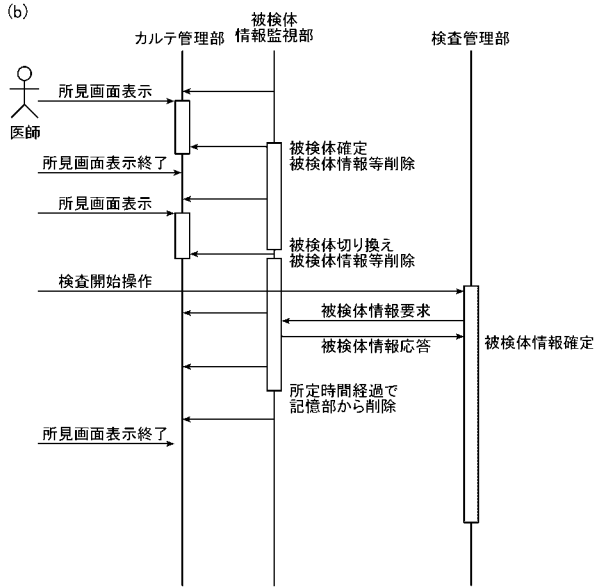 (b)
被検体
情報監視部
カルテ管理部
検査管理部
所見画面表示
医師
被検体確定
被検体情報等削除
所見画面表示終了
所見画面表示
被検体切り換え
被検体情報等削除
検査開始操作
被検体情報要求
被検体情報応答
被検体情報確定
所定時間経過で
記憶部から削除
所見画面表示終了